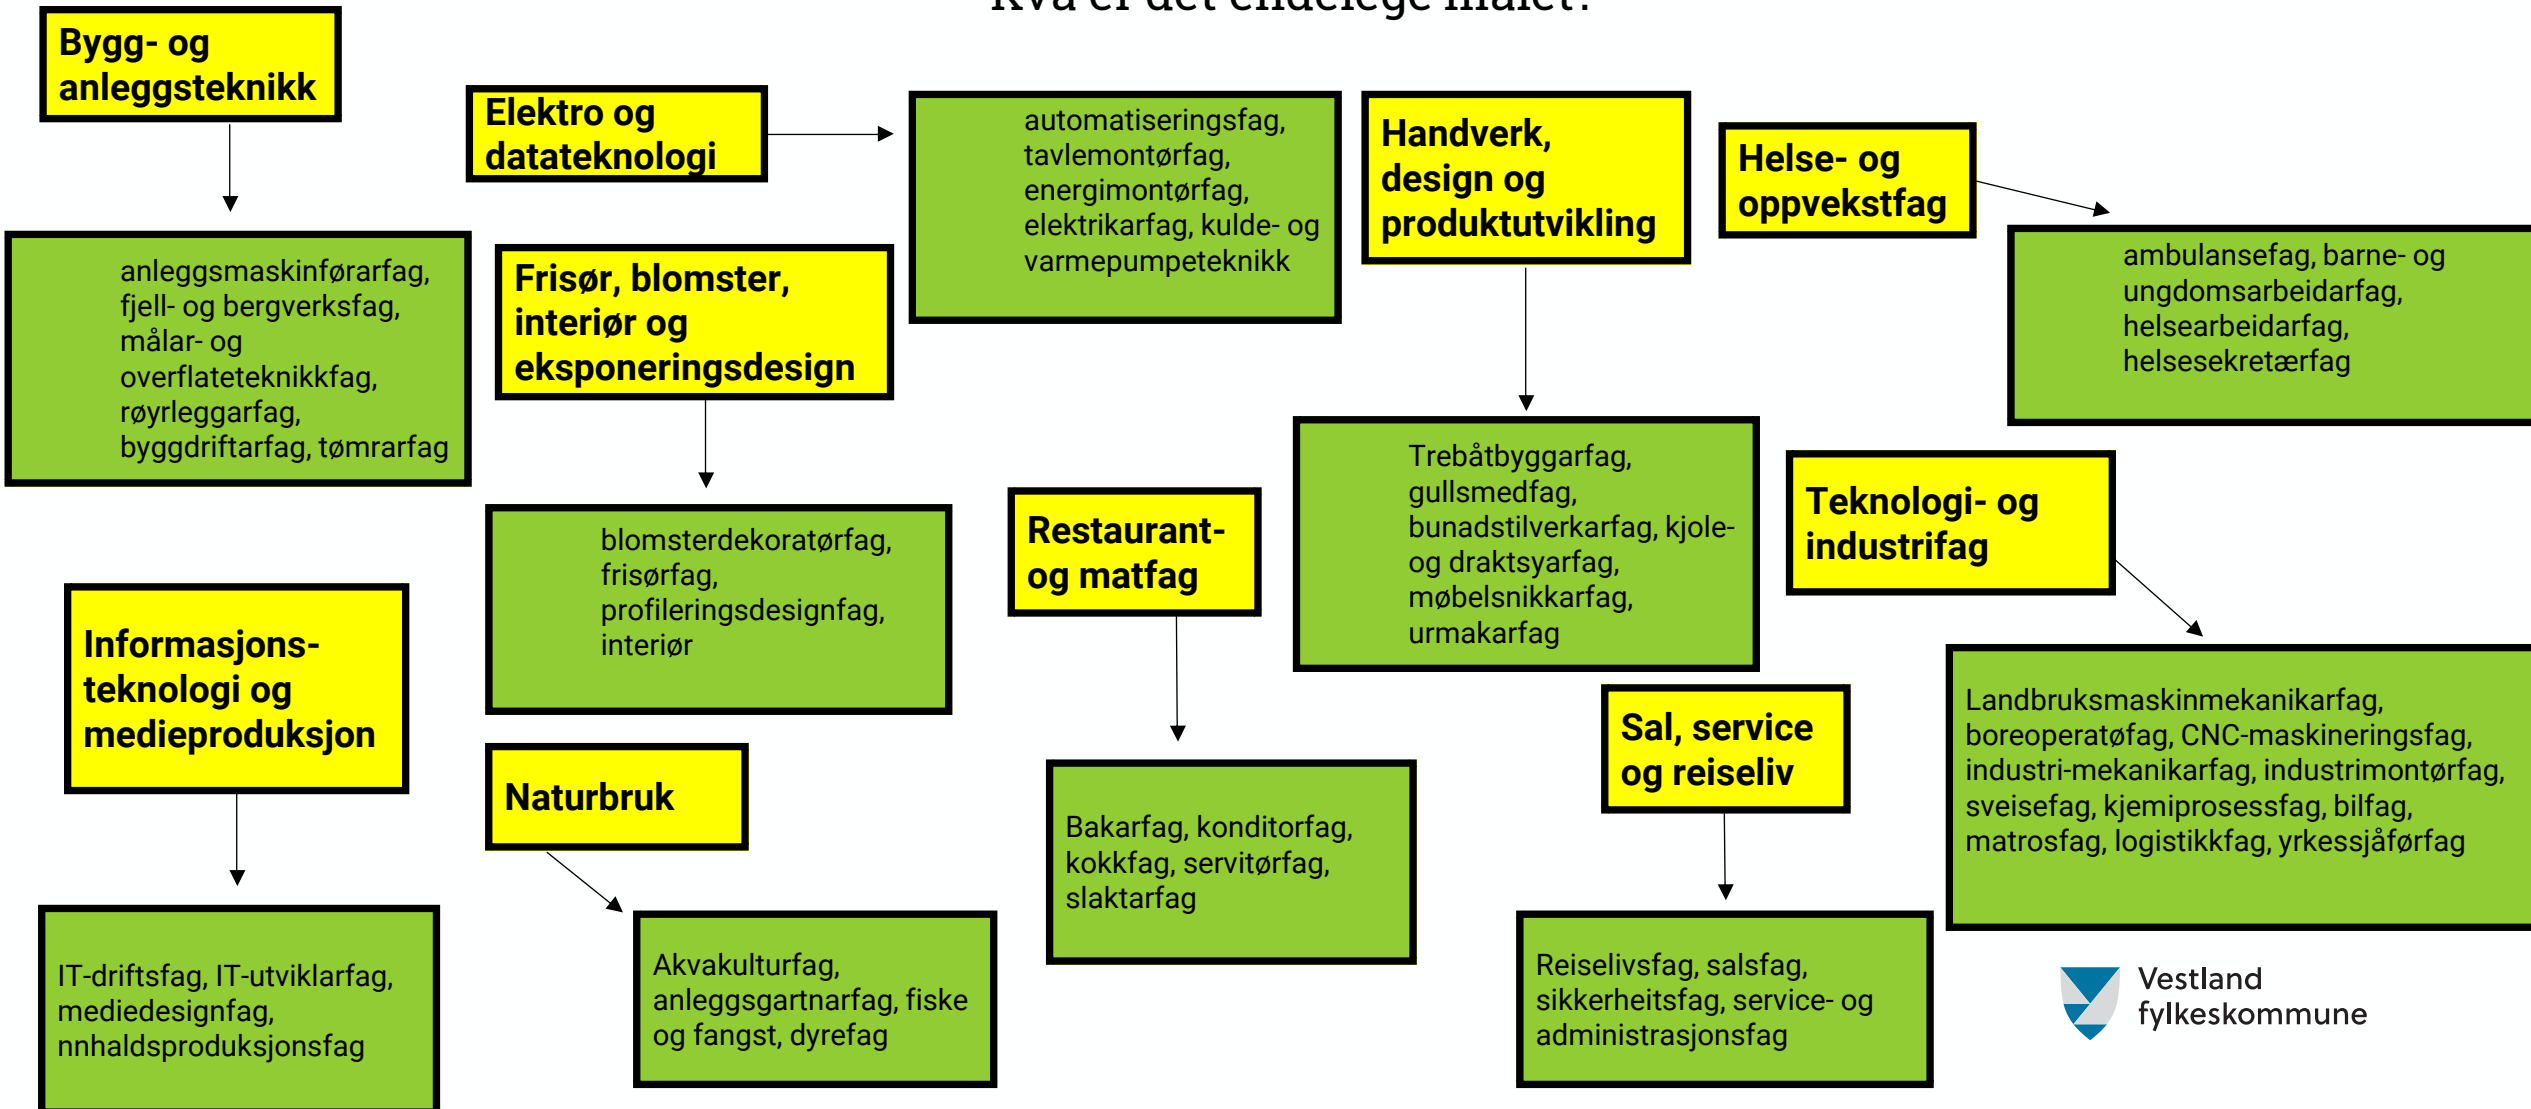 Kva er det endelege målet?
Bygg- og
anleggsteknikk
anleggsmaskinførarfag,
fjell- og bergverksfag,
målar- og
overflateteknikkfag,
røyrleggarfag,
byggdriftarfag, tømrarfag
Elektro og
datateknologi
automatiseringsfag,
tavlemontørfag,
energimontørfag,
elektrikarfag, kulde- og
varmepumpeteknikk
Handverk,
design og
produktutvikling
Trebåtbyggarfag,
gullsmedfag,
bunadstilverkarfag, kjole-
og draktsyarfag,
møbelsnikkarfag,
urmakarfag
Helse- og
oppvekstfag
ambulansefag, barne- og
ungdomsarbeidarfag,
helsearbeidarfag,
helsesekretærfag
Frisør, blomster,
interiør og
eksponeringsdesign
blomsterdekoratørfag,
frisørfag,
profileringsdesignfag,
interiør
Restaurant-
og matfag
Bakarfag, konditorfag,
kokkfag, servitørfag,
slaktarfag
Teknologi- og
industrifag
Landbruksmaskinmekanikarfag,
boreoperatøfag, CNC-maskineringsfag,
industri-mekanikarfag, industrimontørfag,
sveisefag, kjemiprosessfag, bilfag,
matrosfag, logistikkfag, yrkessjåførfag
Informasjons-
teknologi og
medieproduksjon
IT-driftsfag, IT-utviklarfag,
mediedesignfag,
nnhaldsproduksjonsfag
Naturbruk
Akvakulturfag,
anleggsgartnarfag, fiske
og fangst, dyrefag
Sal, service
og reiseliv
Reiselivsfag, salsfag,
sikkerheitsfag, service- og
administrasjonsfag
Vestland
fylkeskommune